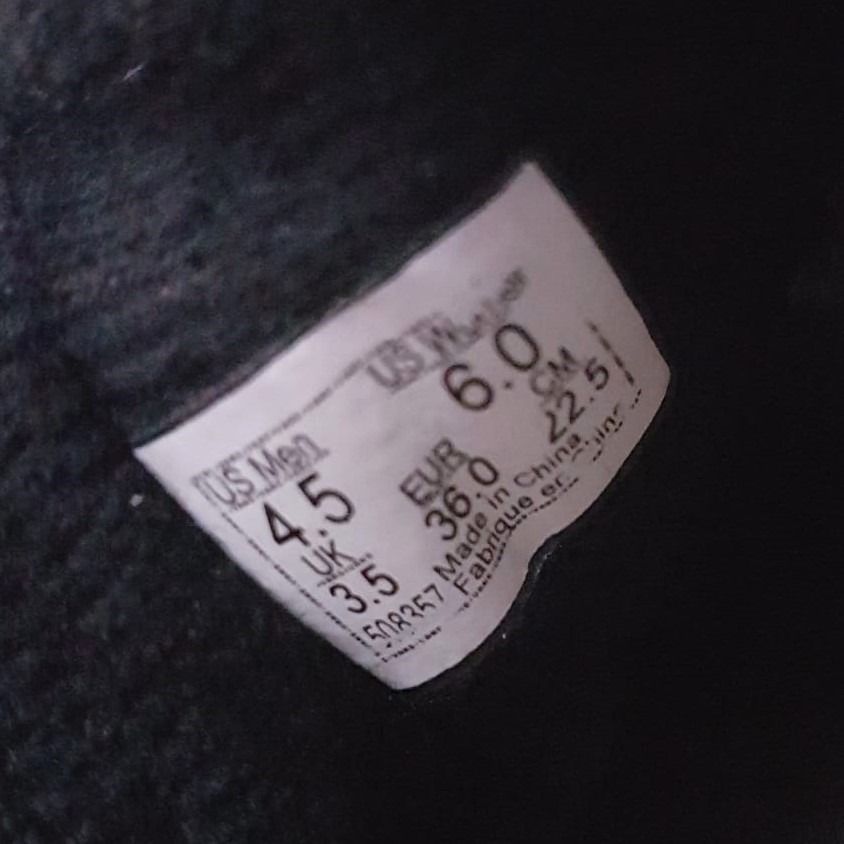 US Men US Women
4.5 6.0
UK EUR CM
3.5 36.0 22.5
508357 Made in China
Fabrique en